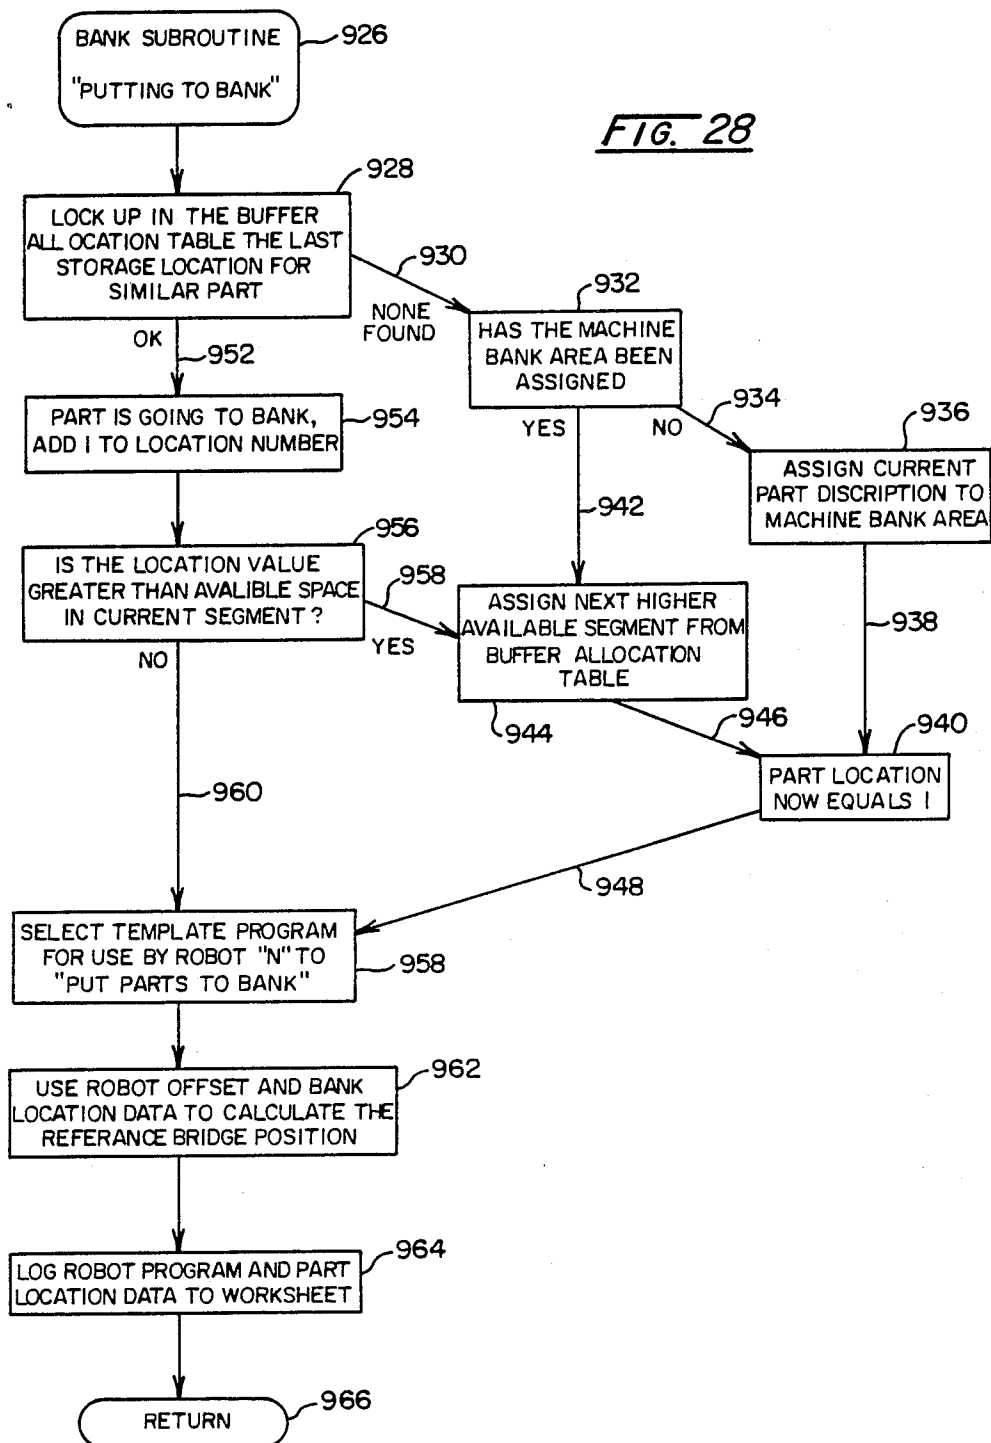 BANK SUBROUTINE
"PUTTING TO BANK"
926
FIG. 28
928
LOCK UP IN THE BUFFER
ALLOCATION TABLE THE LAST
STORAGE LOCATION FOR
SIMILAR PART
930
NONE
FOUND
OK
952
932
HAS THE MACHINE
BANK AREA BEEN
ASSIGNED
YES
NO
934
936
ASSIGN CURRENT
PART DISCRIPTION TO
MACHINE BANK AREA
PART IS GOING TO BANK,
ADD 1 TO LOCATION NUMBER
954
942
938
956
IS THE LOCATION VALUE
GREATER THAN AVALIBLE SPACE
IN CURRENT SEGMENT ?
958
YES
NO
ASSIGN NEXT HIGHER
AVAILABLE SEGMENT FROM
BUFFER ALLOCATION
TABLE
944
946
940
PART LOCATION
NOW EQUALS 1
960
948
SELECT TEMPLATE PROGRAM
FOR USE BY ROBOT "N" TO
"PUT PARTS TO BANK"
958
USE ROBOT OFFSET AND BANK
LOCATION DATA TO CALCULATE THE
REFERANCE BRIDGE POSITION
962
LOG ROBOT PROGRAM AND PART
LOCATION DATA TO WORKSHEET
964
RETURN
966